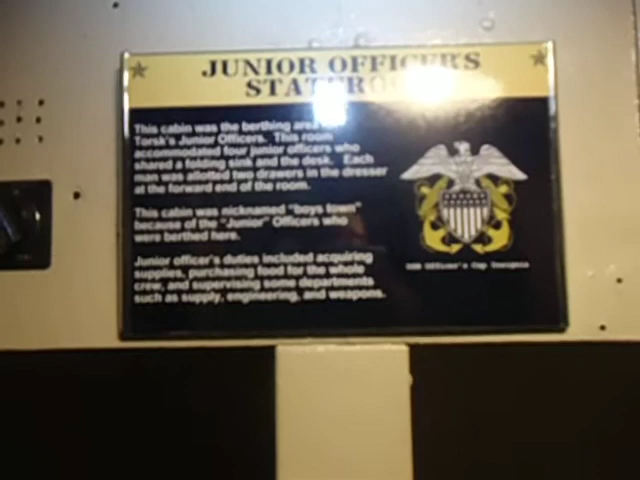 JUNIOR OFFICERS
STATERO
This cabin was the berthing area
Torsk's Junior Officers. This room
accommodated four junior officers who
shared a folding sink and the desk. Each
man was allotted two drawers in the dresser
at the forward end of the room.
This cabin was nicknamed "boys town"
because of the "Junior" Officers who
were berthed here.
Junior officer's duties included acquiring
supplies, purchasing food for the whole
crew, and supervising some departments
such as supply, engineering, and weapons.
USN Officer's Cap Insignia